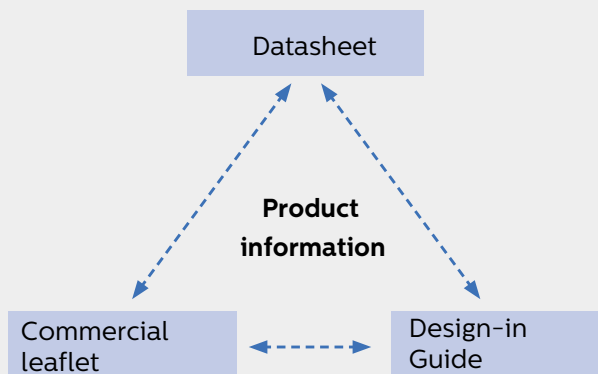 Datasheet
Product
information
Commercial
leaflet
Design-in
Guide